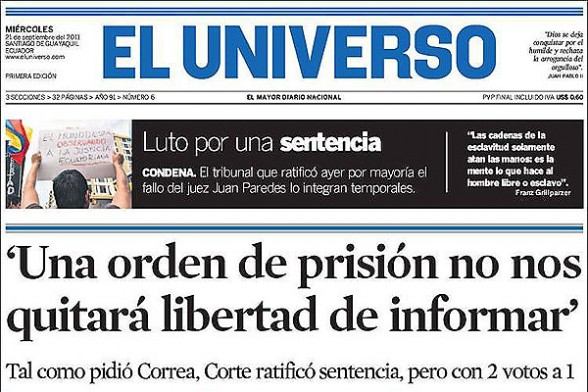 MIÉRCOLES
21 de septiembre del 2011
SANTIAGO DE GUAYAQUIL
ECUADOR
www.eluniverso.com
PRIMERA EDICIÓN
EL UNIVERSO
"Dios se deja
conquistar por el
humilde y rechaza
la arrogancia del
orgulloso".
JUAN PABLO II
3 SECCIONES > 32 PÁGINAS > AÑO 91 > NÚMERO 6
EL MAYOR DIARIO NACIONAL
PVP FINAL INCLUIDO IVA US$ 0.60
EL MUNDO ESTA
OBSERVANDO
A LA JUSTICIA
ECUATORIANA
Luto por una sentencia
CONDENA. El tribunal que ratificó ayer por mayoría el
fallo del juez Juan Paredes lo integran temporales.
"Las cadenas de la
esclavitud solamente
atan las manos: es la
mente lo que hace al
hombre libre o esclavo".
Franz Grillparzer
'Una orden de prisión no nos
quitará libertad de informar'
Tal como pidió Correa, Corte ratificó sentencia, pero con 2 votos a 1